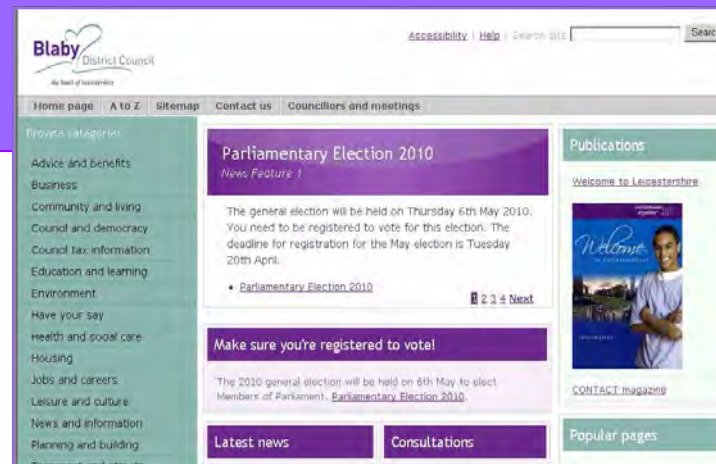 Blaby
District Council
the heart of Leicestershire
Accessibility | Help | Search site
Searc
Home page A to Z Sitemap Contact us Councillors and meetings
Browse categories
Advice and benefits
Business
Community and living
Council and democracy
Council tax information
Education and learning
Environment
Have your say
Health and social care
Housing
Jobs and careers
Leisure and culture
News and information
Planning and building
Parliamentary Election 2010
News Feature 1
The general election will be held on Thursday 6th May 2010.
You need to be registered to vote for this election. The
deadline for registration for the May election is Tuesday
20th April.
• Parliamentary Election 2010
1 2 3 4 Next
Make sure you're registered to vote!
The 2010 general election will be held on 6th May to elect
Members of Parliament. Parliamentary Election 2010.
Latest news
Consultations
Publications
Welcome to Leicestershire
Welcome
CONTACT magazine
Popular pages